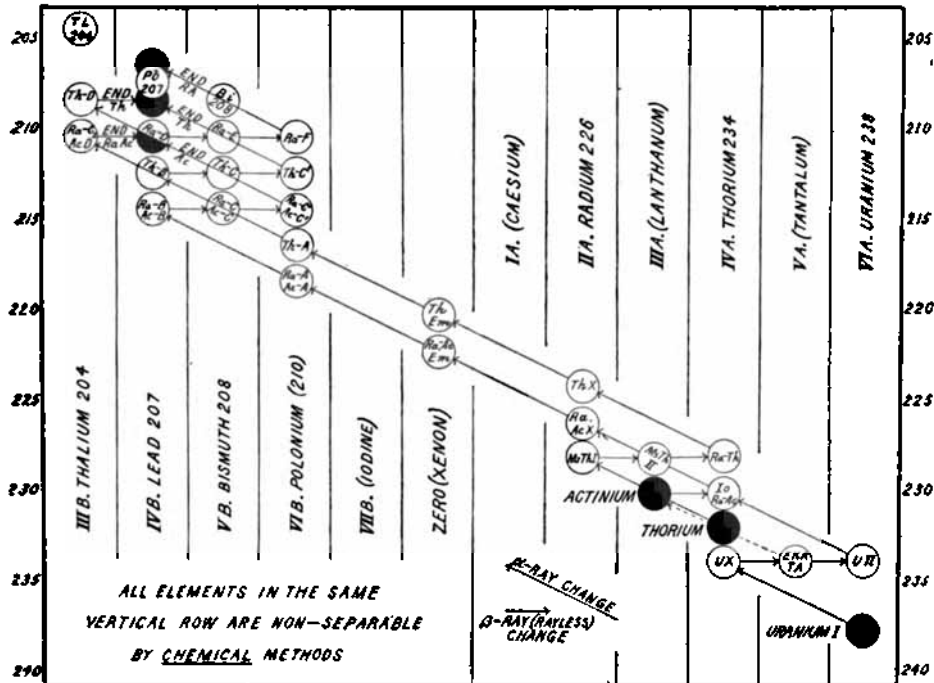 205
205
TL
204
Pb
207
END
RA
Th-D
END
Th
END
Th
Bi
208
210
210
Ra-C
Ac D
END
Ra Ac
Ra-D
END
Ac
Ra-E
Ra-F
Th-B
Th-C
Th-C'
215
215
Ra-B
Ac-B
Ra-C
Ac-C
Ra-C'
Ac-C'
Th-A
Ra-A
Ac-A
220
220
Th
Em
Ra-Ac
Em
225
225
Th X
Ra.
Ac X
230
230
MsThI
MsTh
II
Ra-Th
ACTINIUM
Io
Ra-Ac
THORIUM
235
235
UX
EKA
TA
U II
URANIUM I
240
240
III B. THALIUM 204
IV B. LEAD 207
V B. BISMUTH 208
VI B. POLONIUM (210)
VII B. (IODINE)
ZERO (XENON)
I A. (CAESIUM)
II A. RADIUM 226
III A. (LANTHANUM)
IV A. THORIUM 234
V A. (TANTALUM)
VI A. URANIUM 238
ALL ELEMENTS IN THE SAME
VERTICAL ROW ARE NON-SEPARABLE
BY CHEMICAL METHODS
α-RAY CHANGE
β-RAY (RAYLESS)
CHANGE